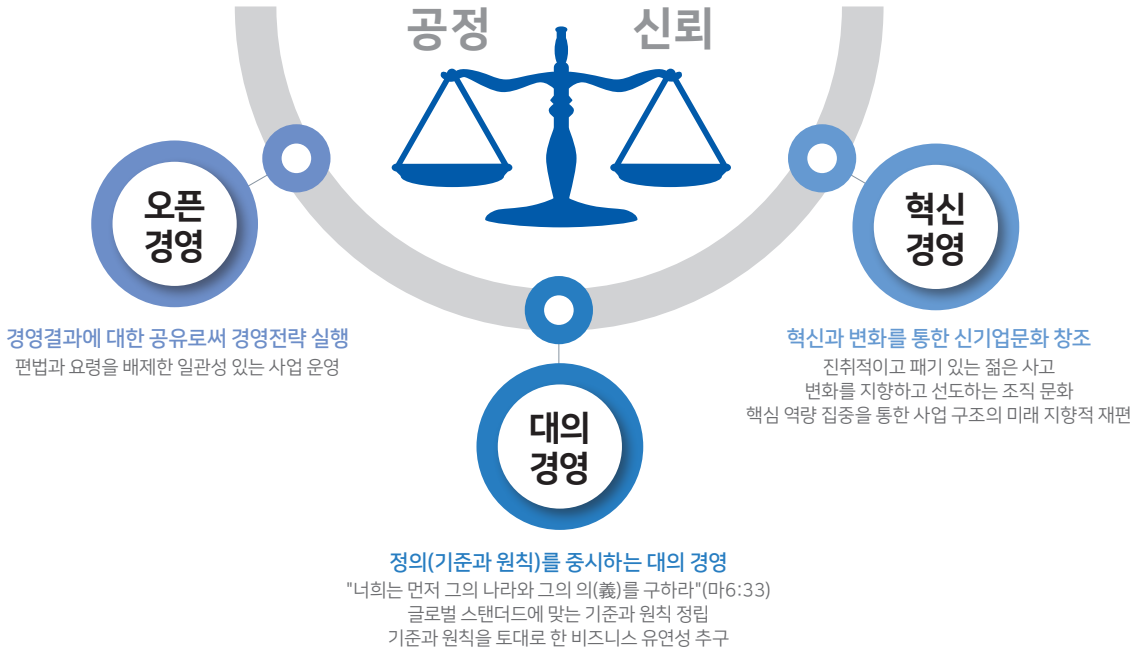 공정
신뢰
오픈
경영
경영결과에 대한 공유로써 경영전략 실행
편법과 요령을 배제한 일관성 있는 사업 운영
대의
경영
정의(기준과 원칙)를 중시하는 대의 경영
"너희는 먼저 그의 나라와 그의 의(義)를 구하라"(마6:33)
글로벌 스탠더드에 맞는 기준과 원칙 정립
기준과 원칙을 토대로 한 비즈니스 유연성 추구
혁신
경영
혁신과 변화를 통한 신기업문화 창조
진취적이고 패기 있는 젊은 사고
변화를 지향하고 선도하는 조직 문화
핵심 역량 집중을 통한 사업 구조의 미래 지향적 재편